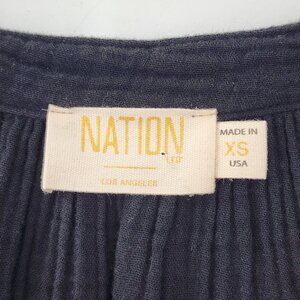 NATION
LTD
LOS ANGELES
MADE IN
XS
USA